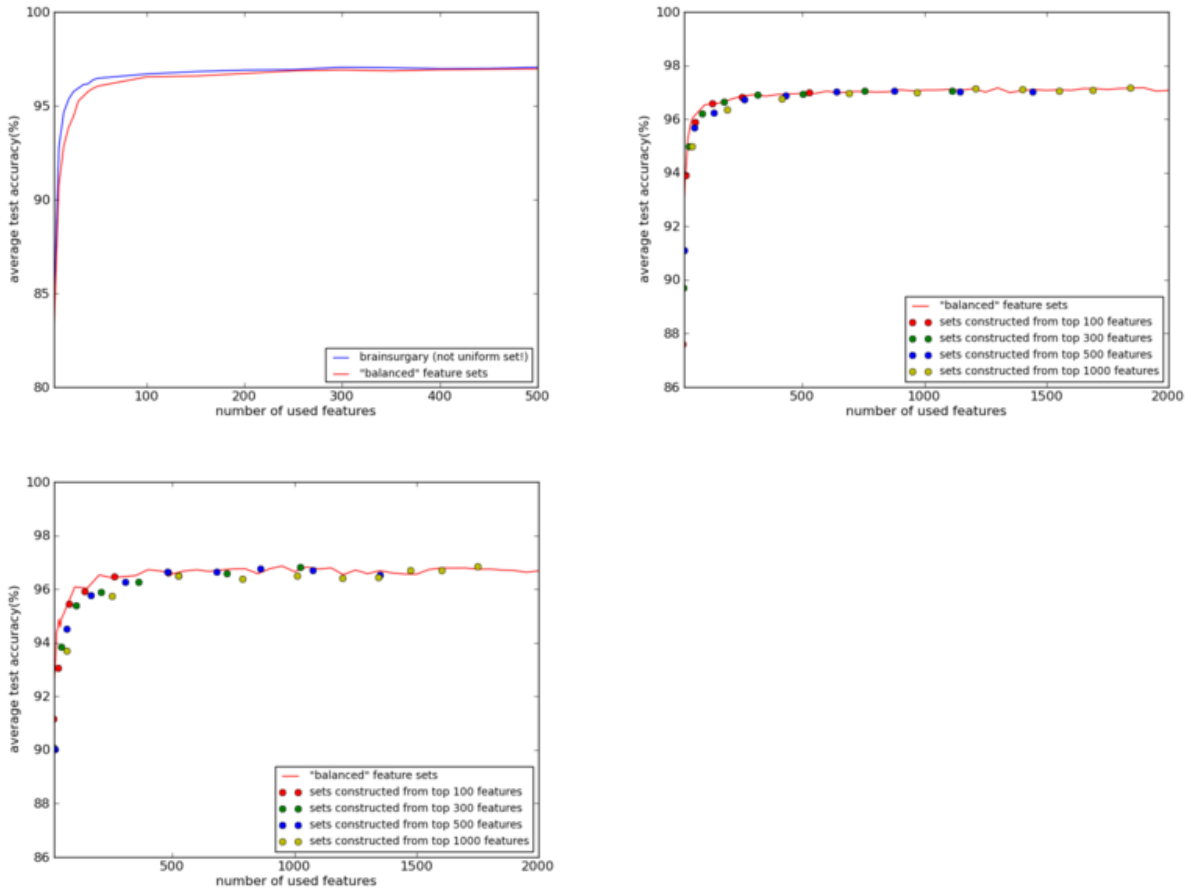 100
95
90
85
80
average test accuracy(%)
100
200
300
400
500
number of used features
brainsurgary (not uniform set!)
"balanced" feature sets
100
98
96
94
92
90
88
86
average test accuracy(%)
500
1000
1500
2000
number of used features
"balanced" feature sets
sets constructed from top 100 features
sets constructed from top 300 features
sets constructed from top 500 features
sets constructed from top 1000 features
100
98
96
94
92
90
88
86
average test accuracy(%)
500
1000
1500
2000
number of used features
"balanced" feature sets
sets constructed from top 100 features
sets constructed from top 300 features
sets constructed from top 500 features
sets constructed from top 1000 features